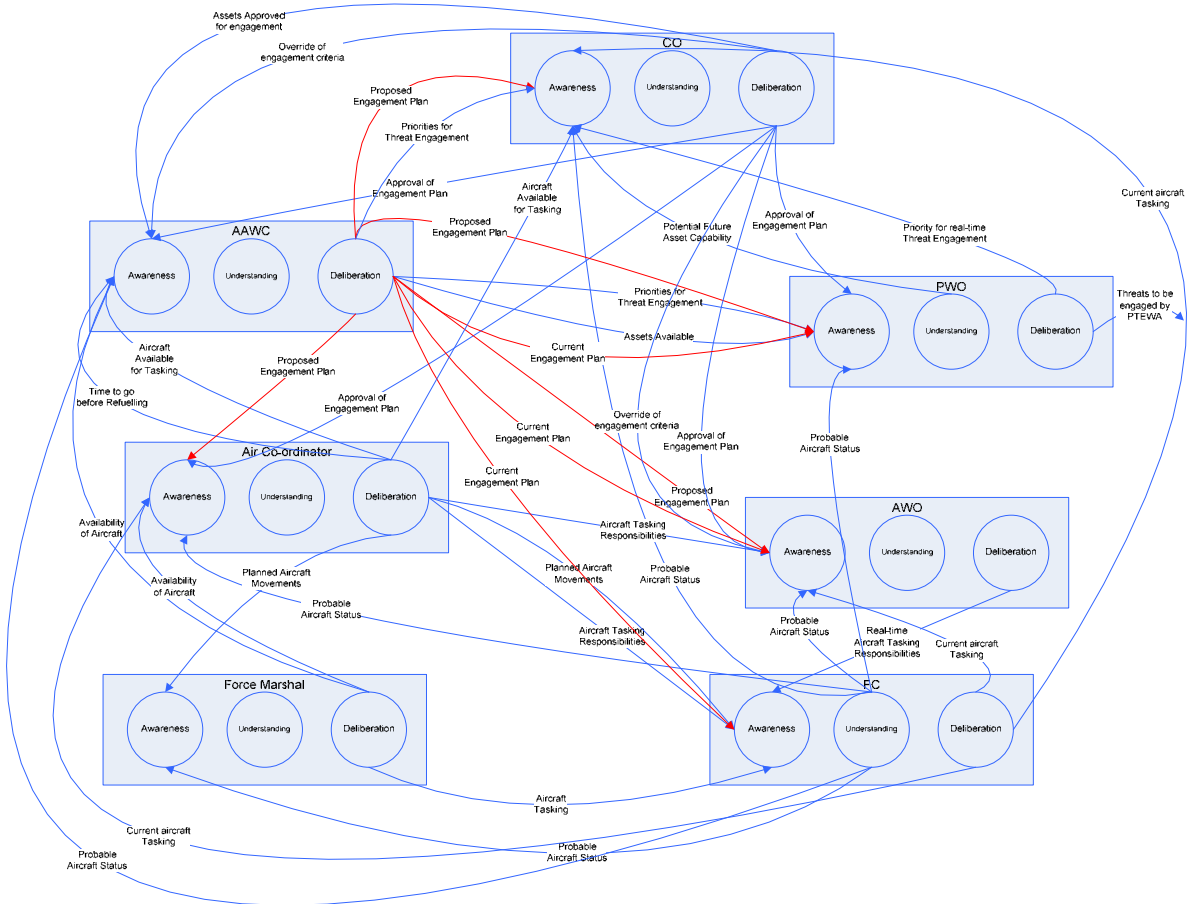 Assets Approved
for engagement
Override of
engagement criteria
CO
Awareness
Understanding
Deliberation
Proposed
Engagement Plan
Priorities for
Threat Engagement
Approval of
Engagement Plan
Aircraft
Available
for Tasking
Current aircraft
Tasking
Approval of
Engagement Plan
Potential Future
Asset Capability
Priority for real-time
Threat Engagement
AAWC
Awareness
Understanding
Deliberation
Proposed
Engagement Plan
PWO
Awareness
Understanding
Deliberation
Threats to be
engaged by
PTEWA
Priorities for
Threat Engagement
Assets Available
Current
Engagement Plan
Aircraft
Available
for Tasking
Proposed
Engagement Plan
Time to go
before Refuelling
Approval of
Engagement Plan
Override of
engagement criteria
Current
Engagement Plan
Approval of
Engagement Plan
Probable
Aircraft Status
Air Co-ordinator
Awareness
Understanding
Deliberation
Current
Engagement Plan
Proposed
Engagement Plan
AWO
Awareness
Understanding
Deliberation
Availability
of Aircraft
Aircraft Tasking
Responsibilities
Planned Aircraft
Movements
Availability
of Aircraft
Planned Aircraft
Movements
Probable
Aircraft Status
Probable
Aircraft Status
Aircraft Tasking
Responsibilities
Probable
Aircraft Status
Real-time
Aircraft Tasking
Responsibilities
Current aircraft
Tasking
Force Marshal
Awareness
Understanding
Deliberation
FC
Awareness
Understanding
Deliberation
Aircraft
Tasking
Current aircraft
Tasking
Probable
Aircraft Status
Probable
Aircraft Status